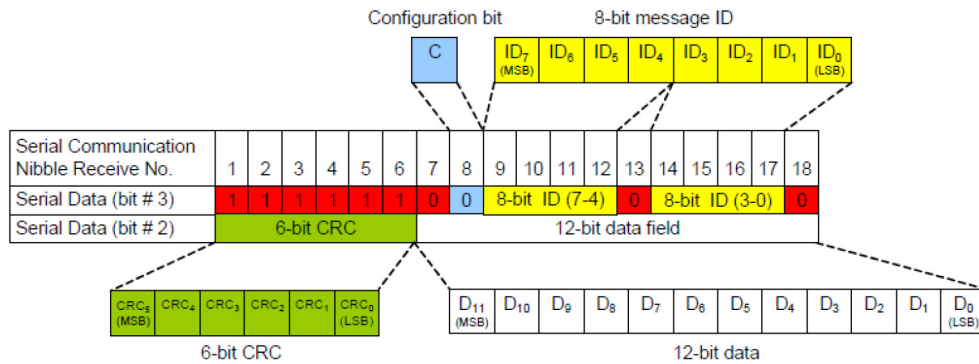 Configuration bit 8-bit message ID
C ID7 (MSB) ID6 ID5 ID4 ID3 ID2 ID1 ID0 (LSB)
Serial Communication
Nibble Receive No. 1 2 3 4 5 6 7 8 9 10 11 12 13 14 15 16 17 18
Serial Data (bit # 3) 1 1 1 1 1 1 0 0 8-bit ID (7-4) 0 8-bit ID (3-0) 0
Serial Data (bit # 2) 6-bit CRC 12-bit data field
CRC5 (MSB) CRC4 CRC3 CRC2 CRC1 CRC0 (LSB) D11 (MSB) D10 D9 D8 D7 D6 D5 D4 D3 D2 D1 D0 (LSB)
6-bit CRC 12-bit data